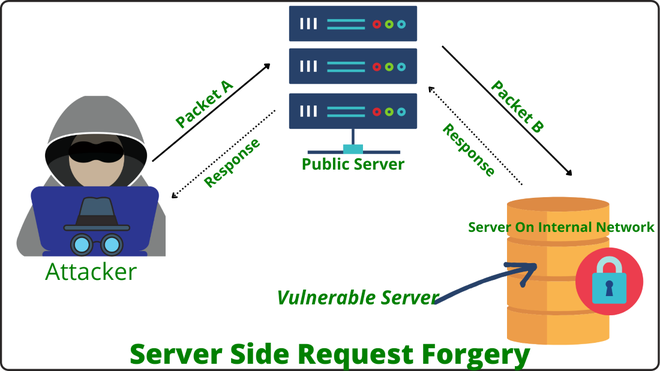 Packet A
Response
Public Server
Packet B
Response
Attacker
Server On Internal Network
Vulnerable Server
Server Side Request Forgery